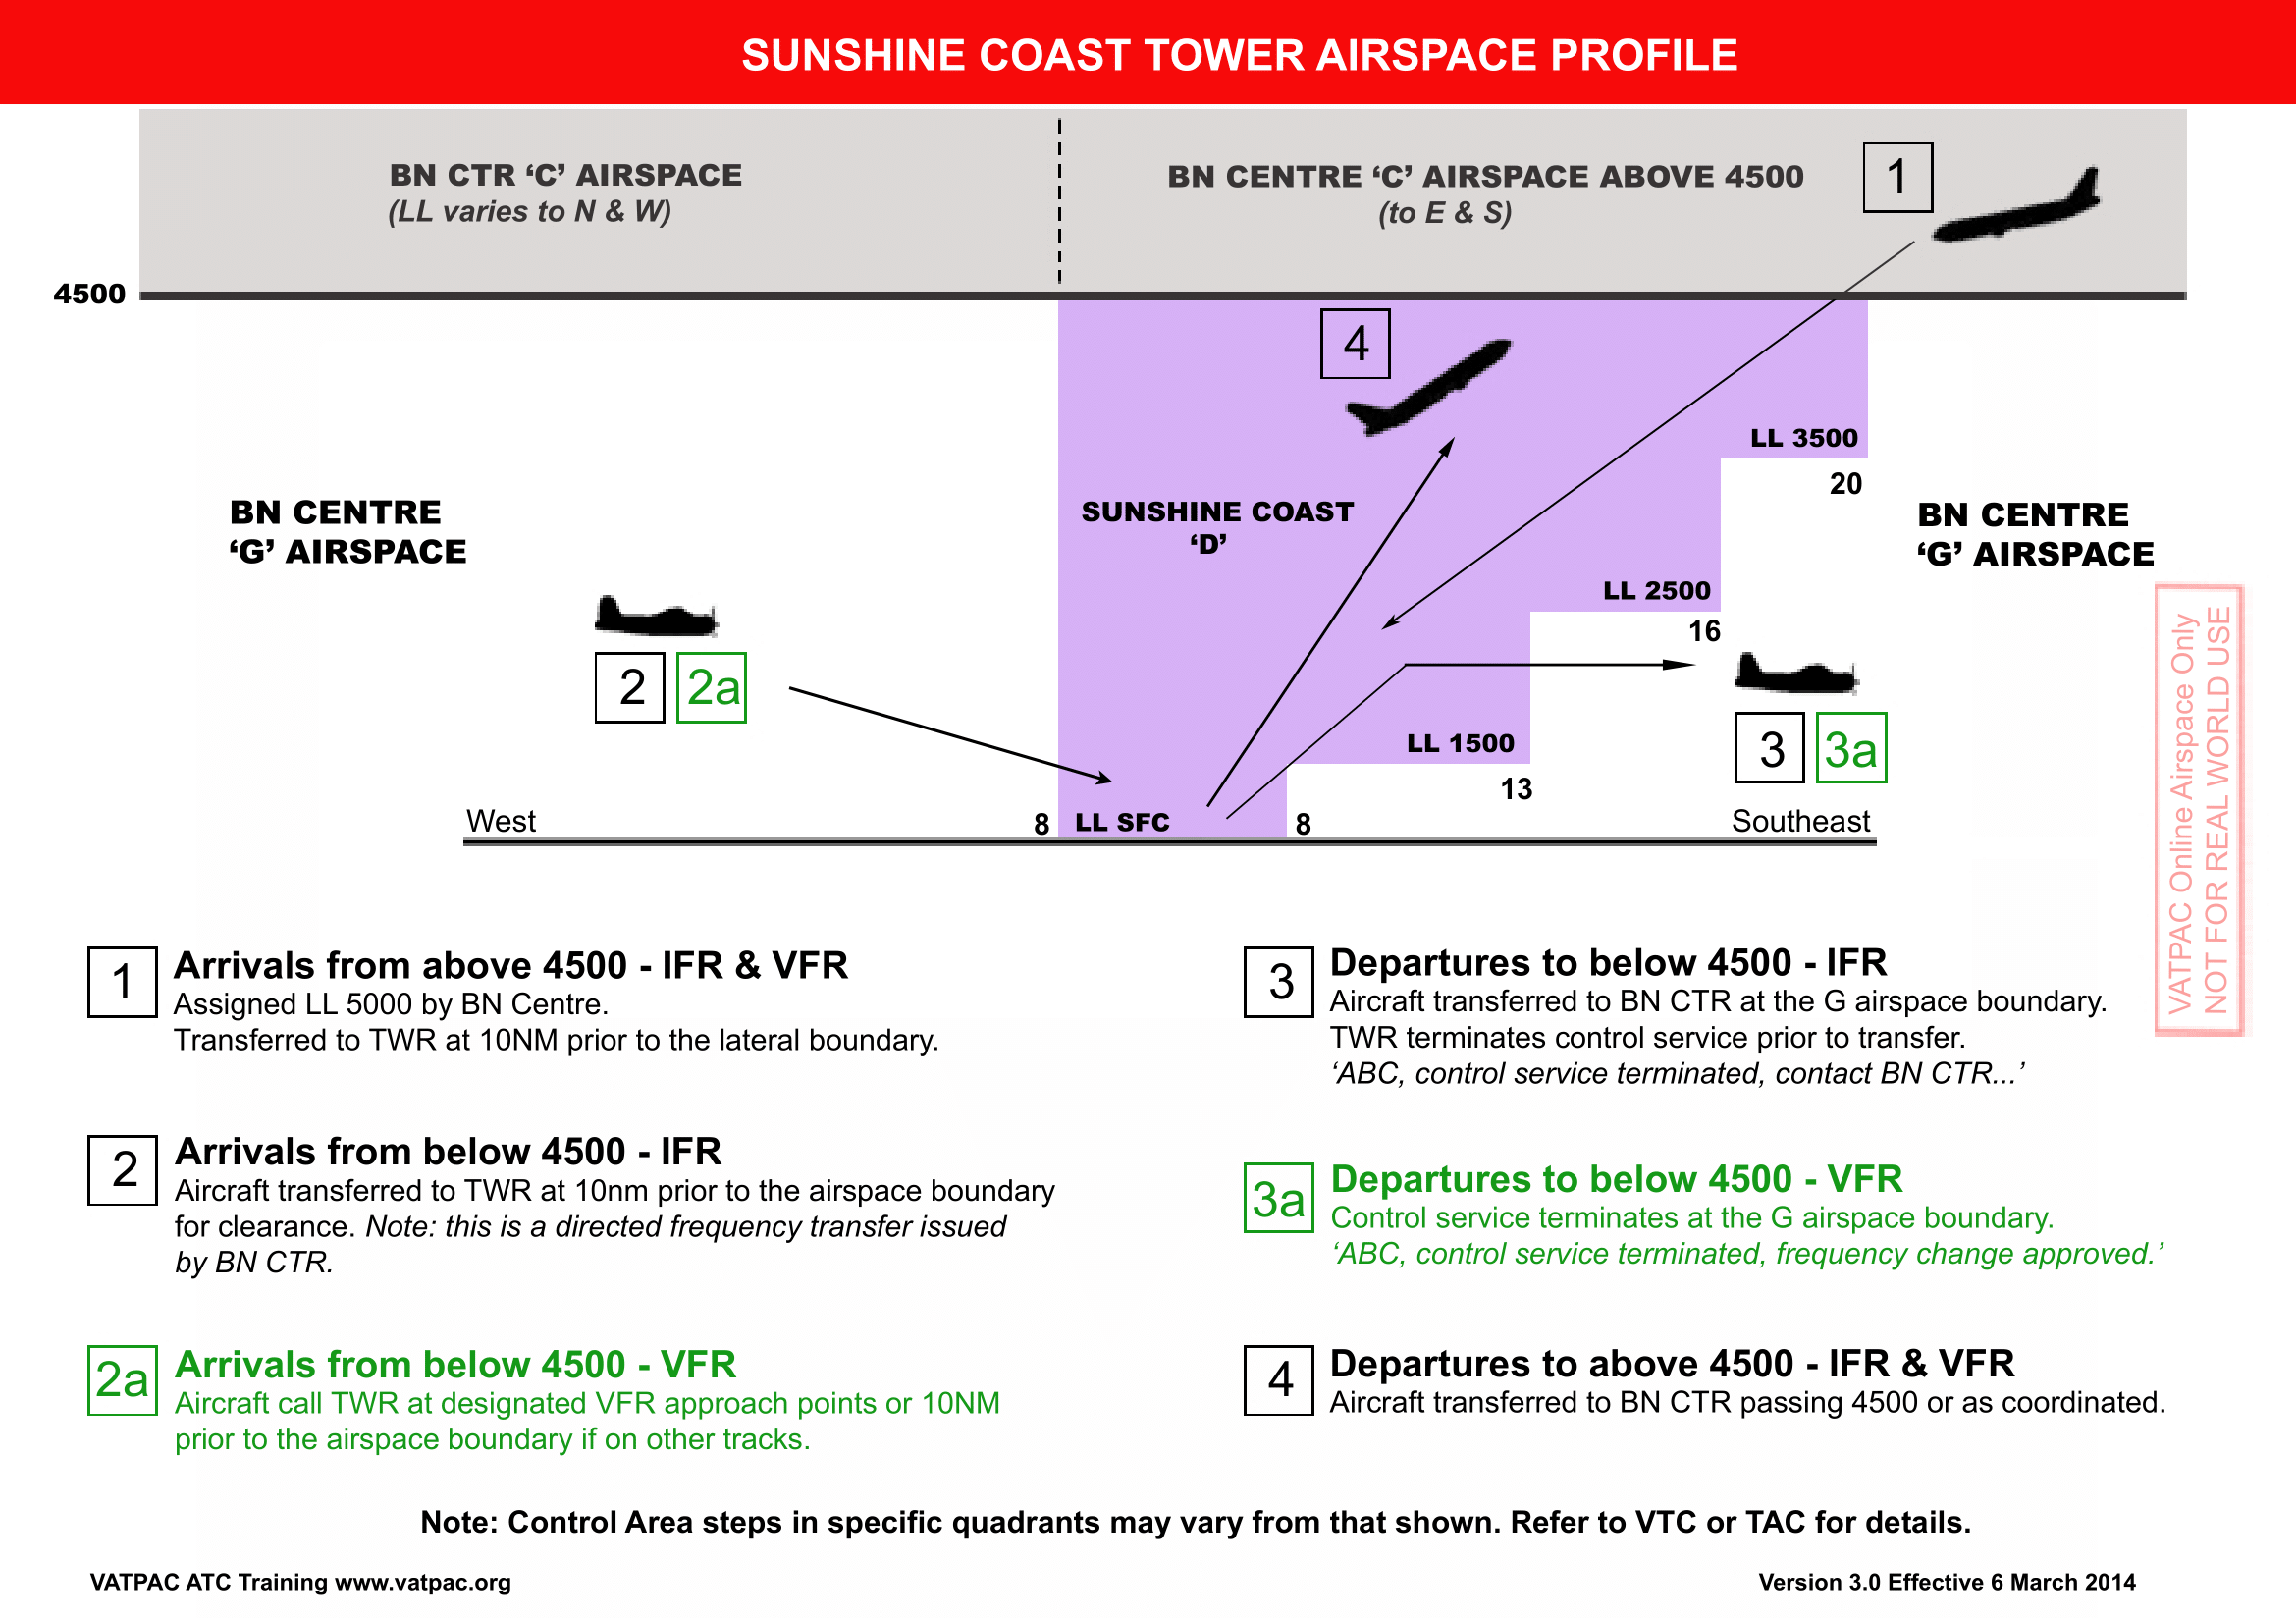 SUNSHINE COAST TOWER AIRSPACE PROFILE
BN CTR ‘C’ AIRSPACE
(LL varies to N & W)
BN CENTRE ‘C’ AIRSPACE ABOVE 4500
(to E & S)
1
4500
4
LL 3500
20
SUNSHINE COAST
‘D’
BN CENTRE
‘G’ AIRSPACE
BN CENTRE
‘G’ AIRSPACE
LL 2500
16
2 2a
3 3a
LL 1500
13
West
8 LL SFC 8
Southeast
VATPAC Online Airspace Only
NOT FOR REAL WORLD USE
1
Arrivals from above 4500 - IFR & VFR
Assigned LL 5000 by BN Centre.
Transferred to TWR at 10NM prior to the lateral boundary.
2
Arrivals from below 4500 - IFR
Aircraft transferred to TWR at 10nm prior to the airspace boundary
for clearance. Note: this is a directed frequency transfer issued
by BN CTR.
2a
Arrivals from below 4500 - VFR
Aircraft call TWR at designated VFR approach points or 10NM
prior to the airspace boundary if on other tracks.
3
Departures to below 4500 - IFR
Aircraft transferred to BN CTR at the G airspace boundary.
TWR terminates control service prior to transfer.
‘ABC, control service terminated, contact BN CTR...’
3a
Departures to below 4500 - VFR
Control service terminates at the G airspace boundary.
‘ABC, control service terminated, frequency change approved.’
4
Departures to above 4500 - IFR & VFR
Aircraft transferred to BN CTR passing 4500 or as coordinated.
Note: Control Area steps in specific quadrants may vary from that shown. Refer to VTC or TAC for details.
VATPAC ATC Training www.vatpac.org
Version 3.0 Effective 6 March 2014